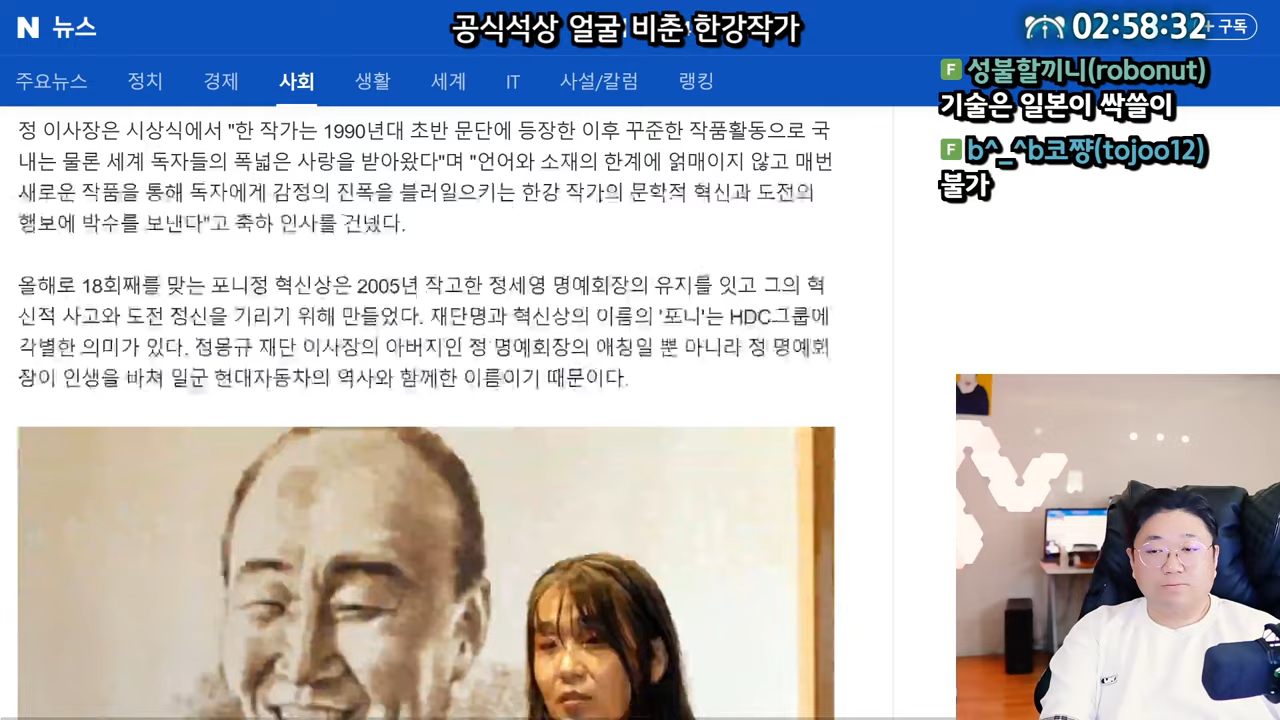 N 뉴스
공식석상 얼굴 비춘 한강작가
02:58:32
+ 구독
주요뉴스 정치 경제 사회 생활 세계 IT 사설/칼럼 랭킹
F 성불할끼니(robonut)
기술은 일본이 싹쓸이
F b^_^b코쨩(tojoo12)
불가
정 이사장은 시상식에서 "한 작가는 1990년대 초반 문단에 등장한 이후 꾸준한 작품활동으로 국
내는 물론 세계 독자들의 폭넓은 사랑을 받아왔다"며 "언어와 소재의 한계에 얽매이지 않고 매번
새로운 작품을 통해 독자에게 감정의 진폭을 불러일으키는 한강 작가의 문학적 혁신과 도전의
행보에 박수를 보낸다"고 축하 인사를 건넸다.
올해로 18회째를 맞는 포니정 혁신상은 2005년 작고한 정세영 명예회장의 유지를 잇고 그의 혁
신적 사고와 도전 정신을 기리기 위해 만들었다. 재단명과 혁신상의 이름의 '포니'는 HDC그룹에
각별한 의미가 있다. 정몽규 재단 이사장의 아버지인 정 명예회장의 애칭일 뿐 아니라 정 명예회
장이 인생을 바쳐 일군 현대자동차의 역사와 함께한 이름이기 때문이다.